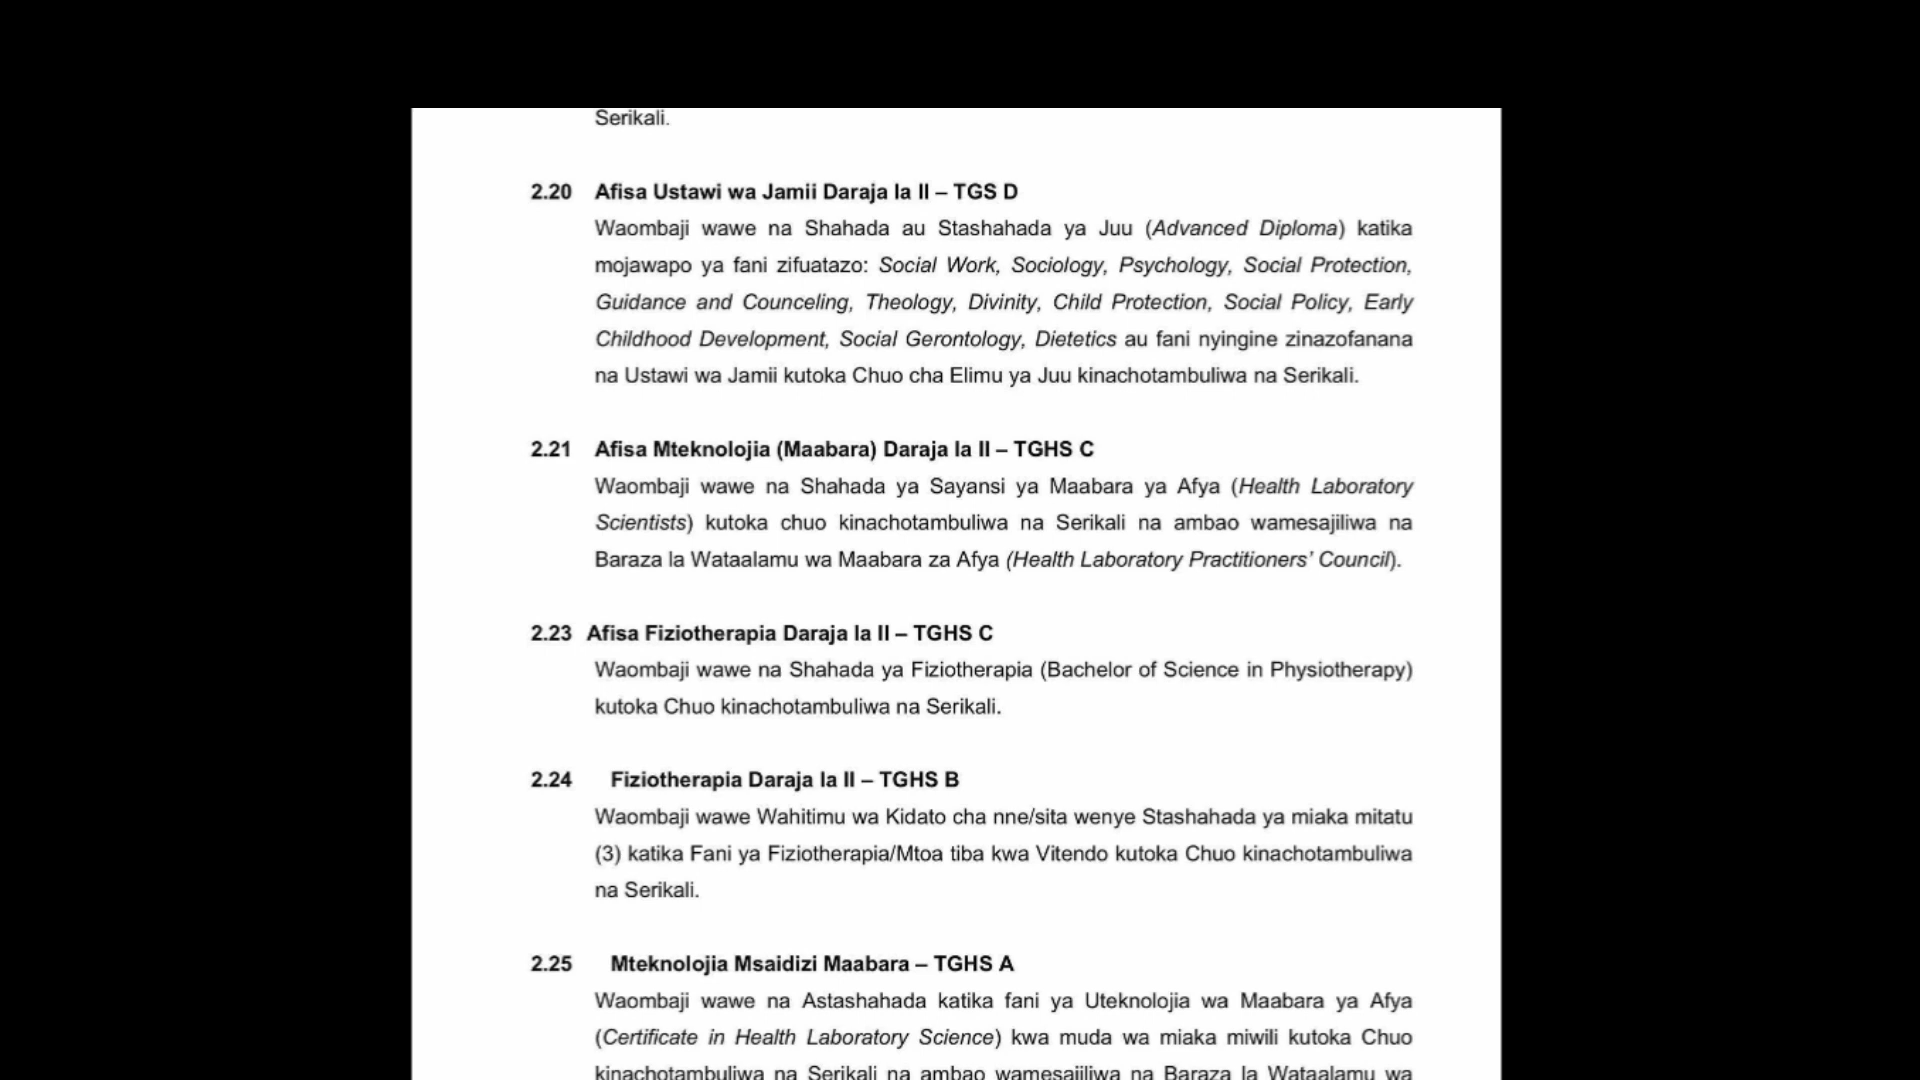 Serikali.
2.20 Afisa Ustawi wa Jamii Daraja la II – TGS D
Waombaji wawe na Shahada au Stashahada ya Juu (Advanced Diploma) katika
mojawapo ya fani zifuatazo: Social Work, Sociology, Psychology, Social Protection,
Guidance and Counceling, Theology, Divinity, Child Protection, Social Policy, Early
Childhood Development, Social Gerontology, Dietetics au fani nyingine zinazofanana
na Ustawi wa Jamii kutoka Chuo cha Elimu ya Juu kinachotambuliwa na Serikali.
2.21 Afisa Mteknolojia (Maabara) Daraja la II – TGHS C
Waombaji wawe na Shahada ya Sayansi ya Maabara ya Afya (Health Laboratory
Scientists) kutoka chuo kinachotambuliwa na Serikali na ambao wamesajiliwa na
Baraza la Wataalamu wa Maabara za Afya (Health Laboratory Practitioners’ Council).
2.23 Afisa Fiziotherapia Daraja la II – TGHS C
Waombaji wawe na Shahada ya Fiziotherapia (Bachelor of Science in Physiotherapy)
kutoka Chuo kinachotambuliwa na Serikali.
2.24 Fiziotherapia Daraja la II – TGHS B
Waombaji wawe Wahitimu wa Kidato cha nne/sita wenye Stashahada ya miaka mitatu
(3) katika Fani ya Fiziotherapia/Mtoa tiba kwa Vitendo kutoka Chuo kinachotambuliwa
na Serikali.
2.25 Mteknolojia Msaidizi Maabara – TGHS A
Waombaji wawe na Astashahada katika fani ya Uteknolojia wa Maabara ya Afya
(Certificate in Health Laboratory Science) kwa muda wa miaka miwili kutoka Chuo
kinachotambuliwa na Serikali na ambao wamesajiliwa na Baraza la Wataalamu wa